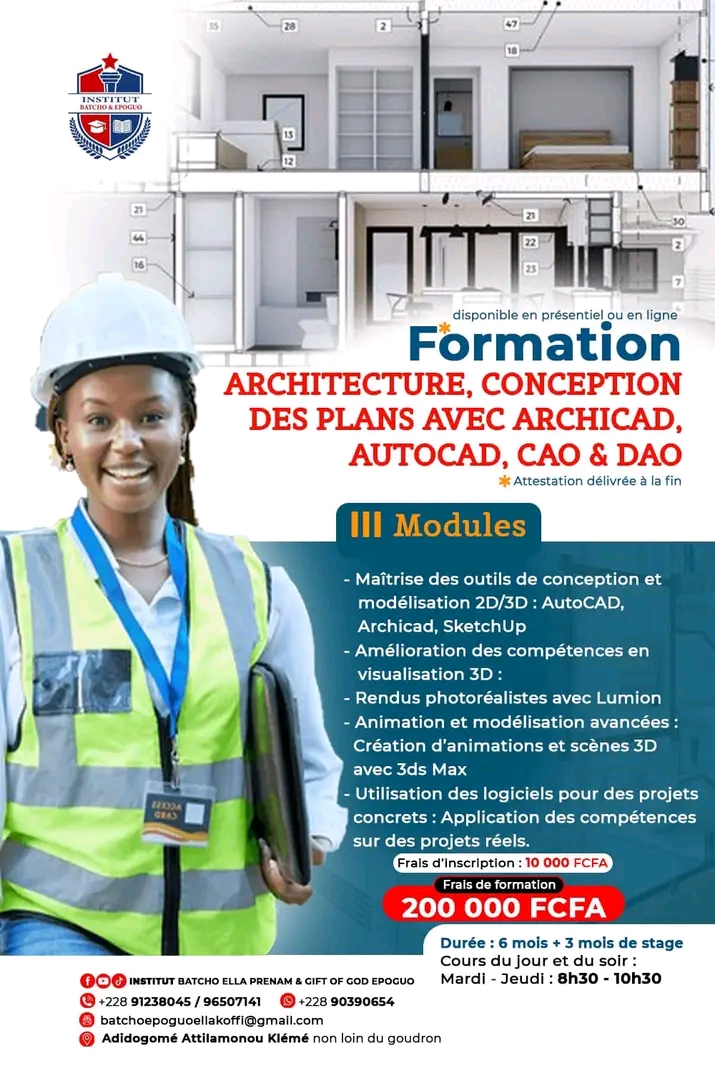 35
28
2
47
18
INSTITUT
BATCHO & EPOGUO
13
12
21
44
16
21
22
23
30
2
7
disponible en présentiel ou en ligne
Formation
ARCHITECTURE, CONCEPTION
DES PLANS AVEC ARCHICAD,
AUTOCAD, CAO & DAO
* Attestation délivrée à la fin
III Modules
- Maîtrise des outils de conception et
modélisation 2D/3D : AutoCAD,
Archicad, SketchUp
- Amélioration des compétences en
visualisation 3D :
- Rendus photoréalistes avec Lumion
- Animation et modélisation avancées :
Création d'animations et scènes 3D
avec 3ds Max
- Utilisation des logiciels pour des projets
concrets : Application des compétences
sur des projets réels.
ACCESS
CARD
Frais d'inscription : 10 000 FCFA
Frais de formation
200 000 FCFA
Durée : 6 mois + 3 mois de stage
Cours du jour et du soir :
Mardi - Jeudi : 8h30 - 10h30
INSTITUT BATCHO ELLA PRENAM & GIFT OF GOD EPOGUO
+228 91238045 / 96507141 +228 90390654
batchoepoguoellakoffi@gmail.com
Adidogomé Attilamonou Klémé non loin du goudron